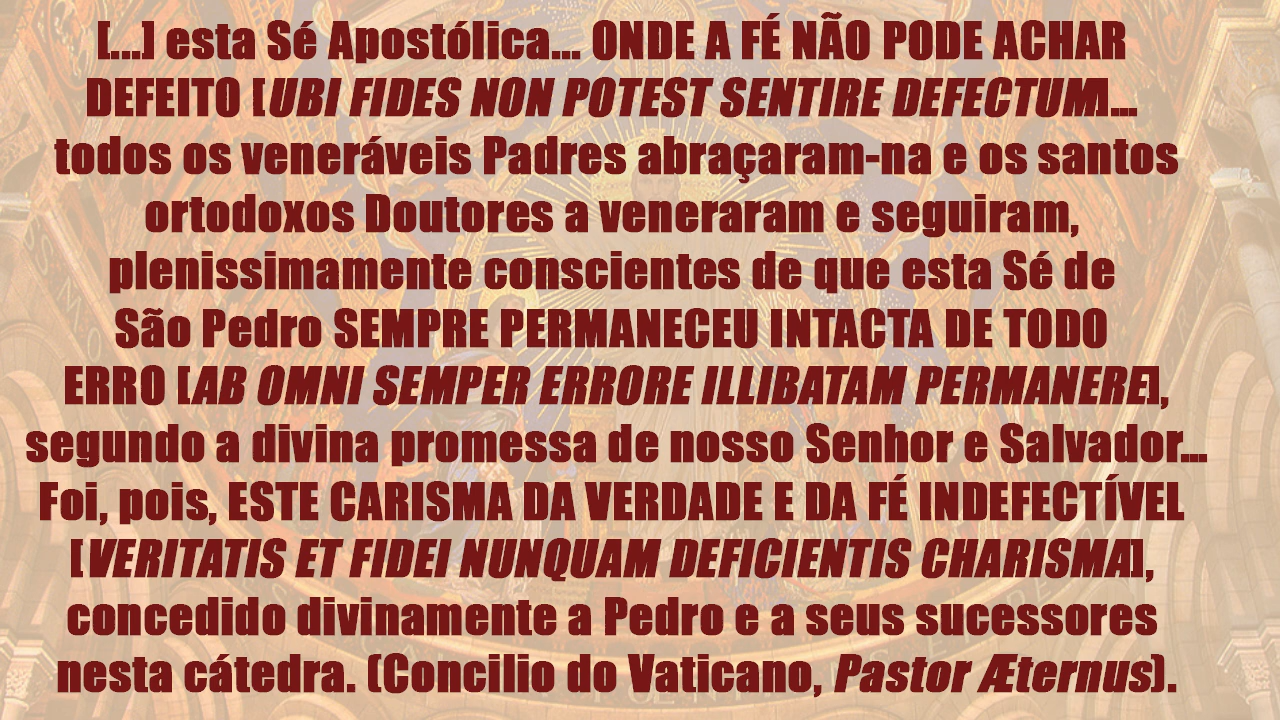 [...] esta Sé Apostólica... ONDE A FÉ NÃO PODE ACHAR
DEFEITO [UBI FIDES NON POTEST SENTIRE DEFECTUM]...
todos os veneráveis Padres abraçaram-na e os santos
ortodoxos Doutores a veneraram e seguiram,
plenissimamente conscientes de que esta Sé de
São Pedro SEMPRE PERMANECEU INTACTA DE TODO
ERRO [AB OMNI SEMPER ERRORE ILLIBATAM PERMANERE],
segundo a divina promessa de nosso Senhor e Salvador...
Foi, pois, ESTE CARISMA DA VERDADE E DA FÉ INDEFECTÍVEL
[VERITATIS ET FIDEI NUNQUAM DEFICIENTIS CHARISMA],
concedido divinamente a Pedro e a seus sucessores
nesta cátedra. (Concilio do Vaticano, Pastor Æternus).